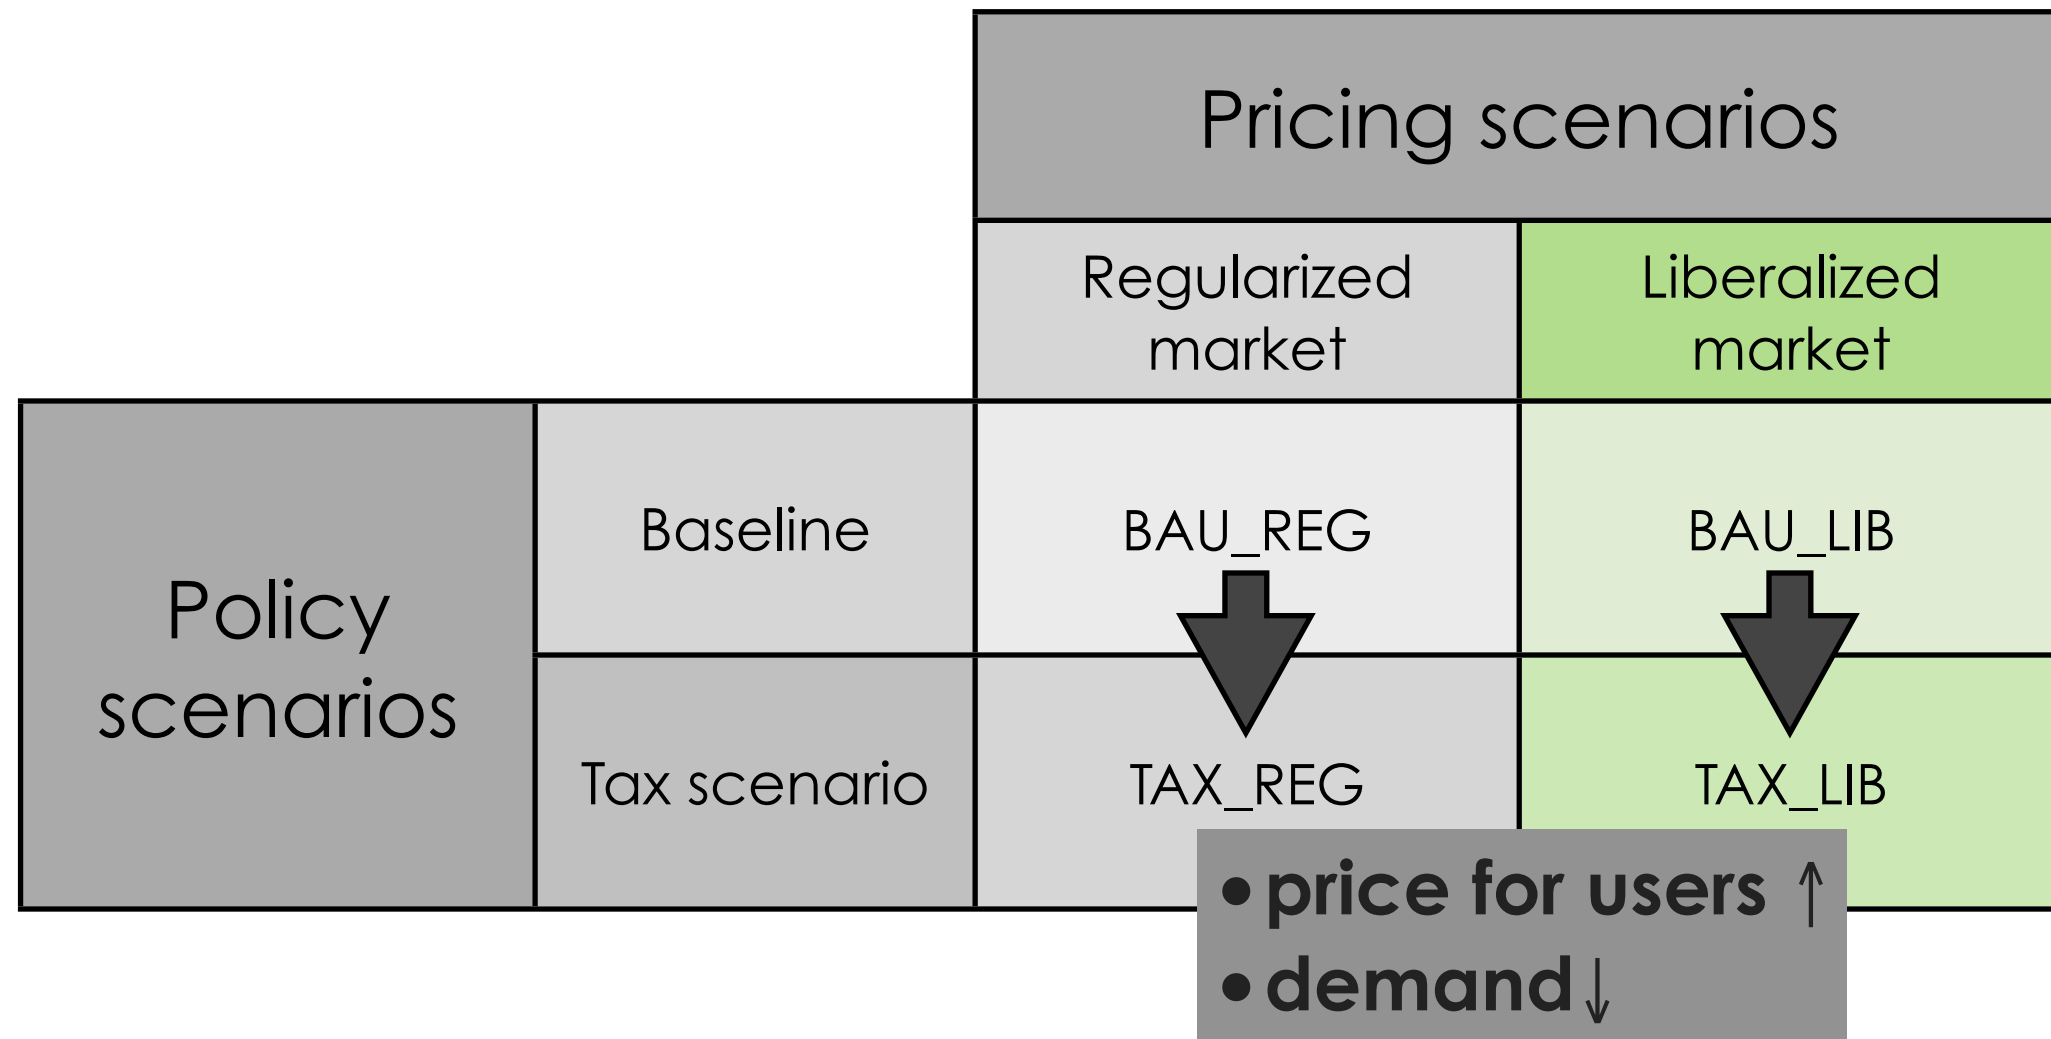 Pricing scenarios
Regularized
market
Liberalized
market
Policy
scenarios
Baseline
BAU_REG
BAU_LIB
Tax scenario
TAX_REG
TAX_LIB
• price for users ↑
• demand↓